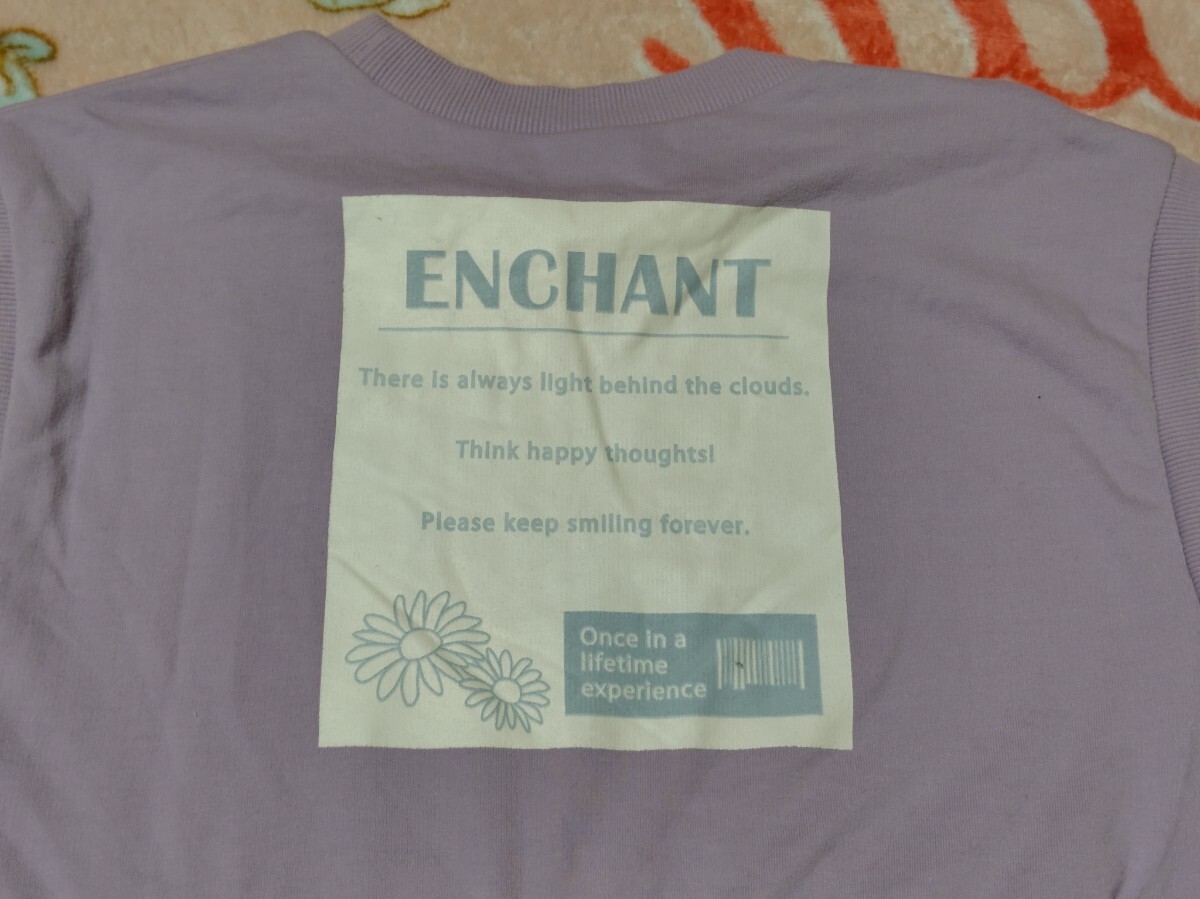 ENCHANT
There is always light behind the clouds.
Think happy thoughts!
Please keep smiling forever.
Once in a
lifetime
experience